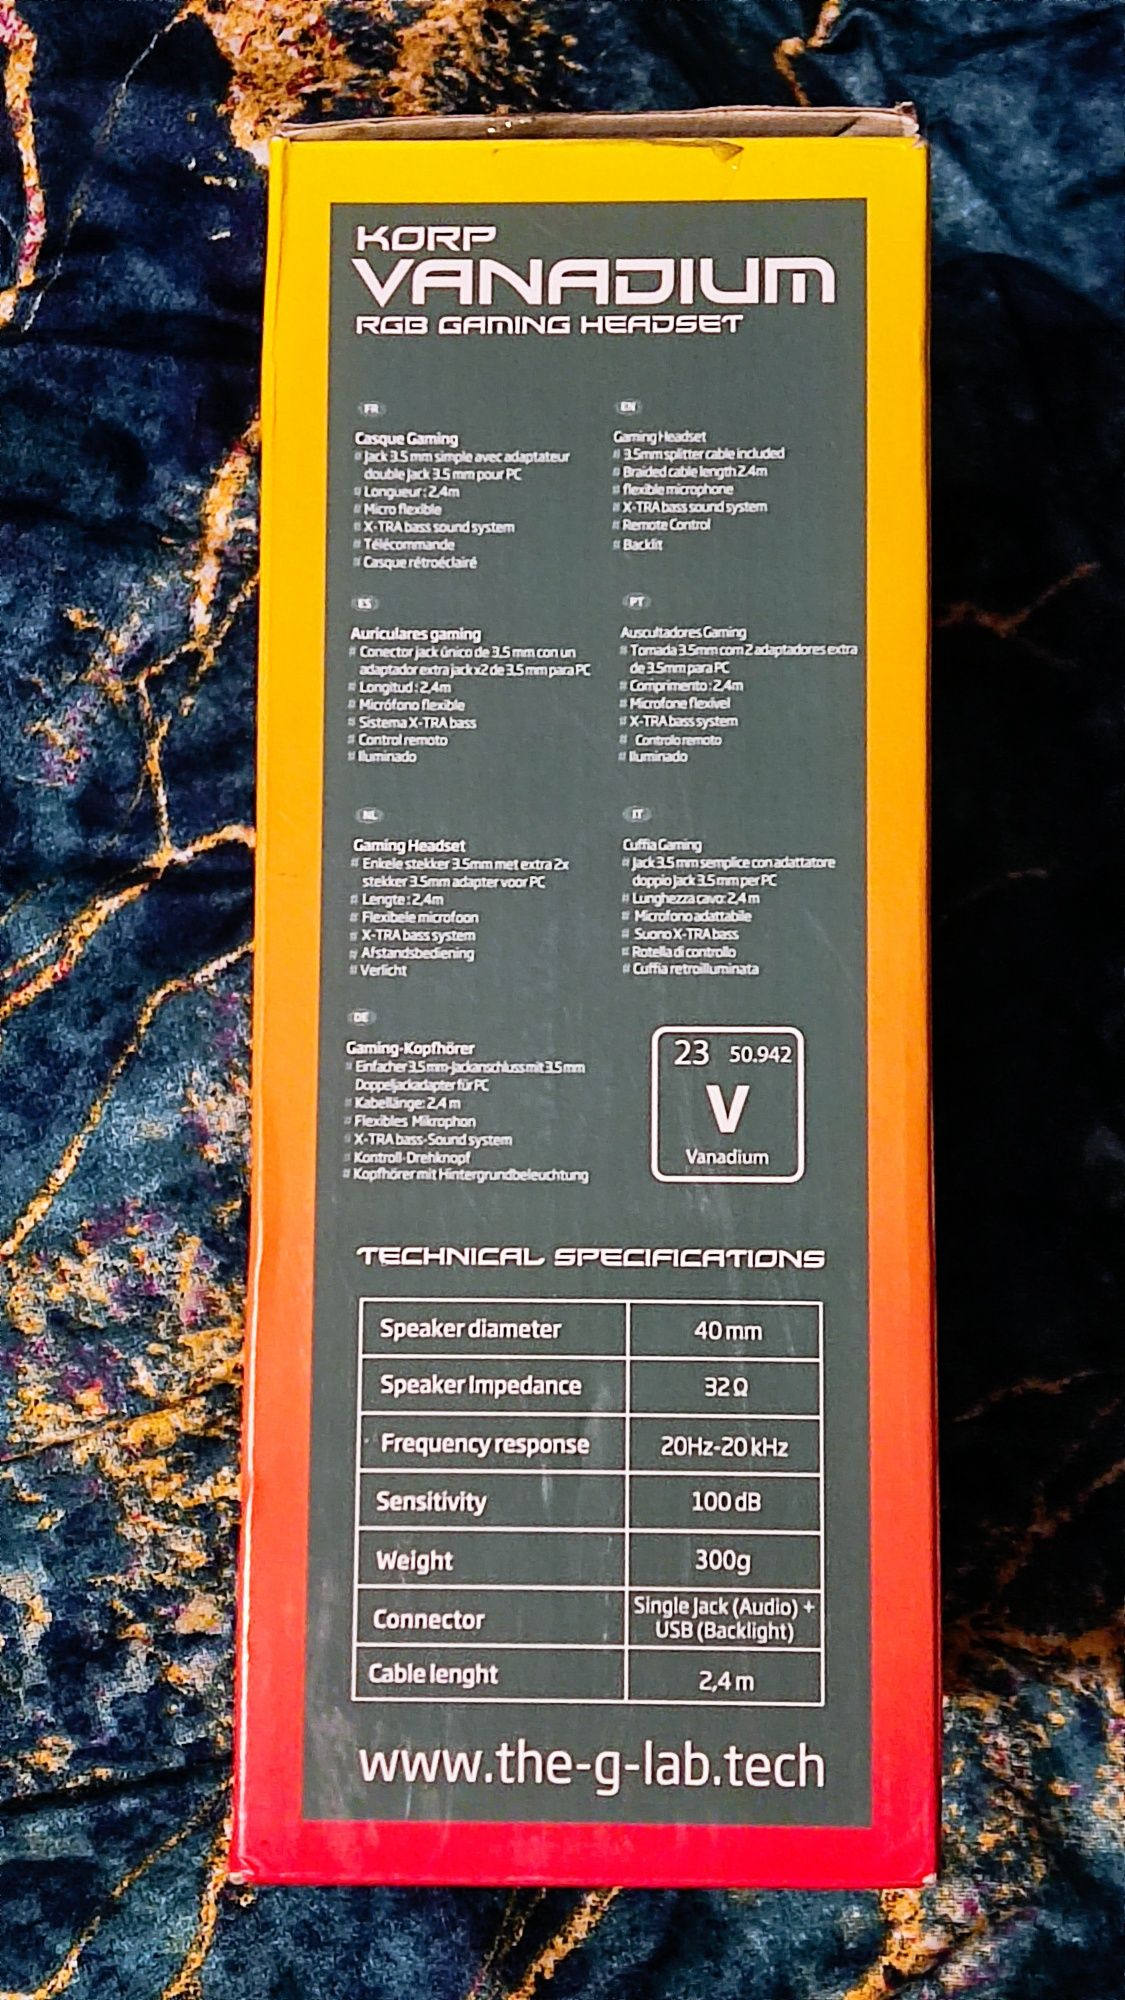 KORP
VANADIUM
RGB GAMING HEADSET
FR
Casque Gaming
# Jack 3.5 mm simple avec adaptateur
double Jack 3.5 mm pour PC
# Longueur : 2,4m
# Micro flexible
# X-TRA bass sound system
# Télécommande
# Casque rétroéclairé
EN
Gaming Headset
# 3.5mm splitter cable included
# Braided cable length 2.4m
# flexible microphone
# X-TRA bass sound system
# Remote Control
# Backlit
ES
Auriculares gaming
# Conector jack único de 3,5 mm con un
adaptador extra jack x2 de 3,5 mm para PC
# Longitud : 2,4m
# Micrófono flexible
# Sistema X-TRA bass
# Control remoto
# Iluminado
PT
Auscultadores Gaming
# Tomada 3.5mm com 2 adaptadores extra
de 3.5mm para PC
# Comprimento : 2,4m
# Microfone flexível
# X-TRA bass system
# Controlo remoto
# Iluminado
NL
Gaming Headset
# Enkele stekker 3.5mm met extra 2x
stekker 3.5mm adapter voor PC
# Lengte : 2,4m
# Flexibele microfoon
# X-TRA bass system
# Afstandsbediening
# Verlicht
IT
Cuffia Gaming
# Jack 3.5 mm semplice con adattatore
doppio Jack 3.5 mm per PC
# Lunghezza cavo: 2,4 m
# Microfono adattabile
# Suono X-TRA bass
# Rotella di controllo
# Cuffia retroilluminata
DE
Gaming-Kopfhörer
# Einfacher 3,5 mm-Jackanschluss mit 3.5 mm
Doppeljackadapter für PC
# Kabellänge: 2,4 m
# Flexibles Mikrophon
# X-TRA bass-Sound system
# Kontroll-Drehknopf
# Kopfhörer mit Hintergrundbeleuchtung
23 50.942
V
Vanadium
TECHNICAL SPECIFICATIONS
Speaker diameter 40 mm
Speaker Impedance 32 Ω
Frequency response 20Hz-20 kHz
Sensitivity 100 dB
Weight 300g
Connector Single Jack (Audio) +
USB (Backlight)
Cable lenght 2,4 m
www.the-g-lab.tech